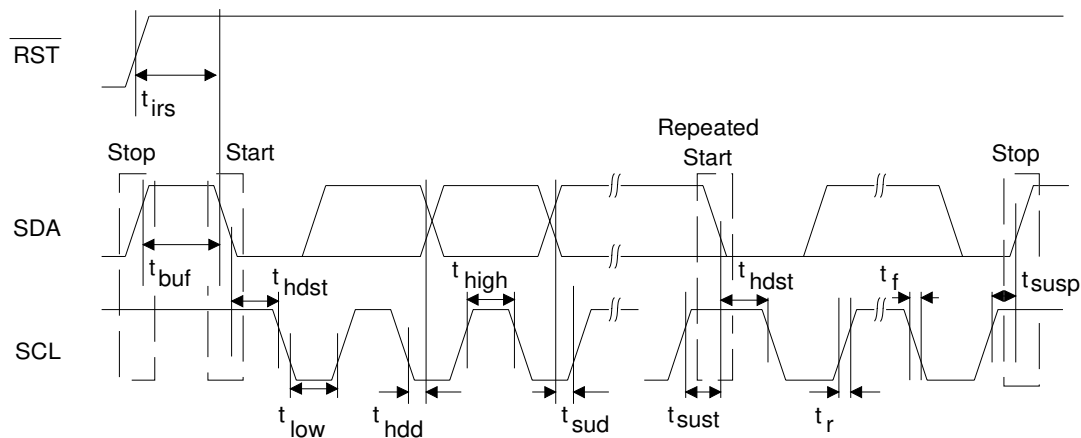 RST
t irs
Repeated
Stop Start Start Stop
SDA
t buf t hdst t high t hdst t f t susp
SCL
t low t hdd t sud t sust t r